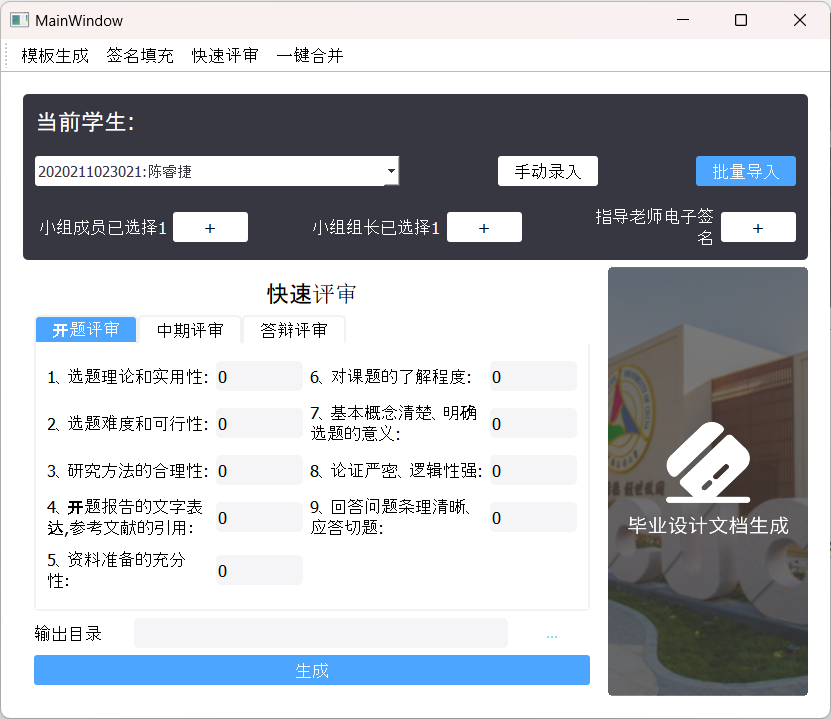 MainWindow
模板生成 签名填充 快速评审 一键合并
当前学生:
2020211023021:陈睿捷
手动录入
批量导入
小组成员已选择1 +
小组组长已选择1 +
指导老师电子签
名 +
快速评审
开题评审 中期评审 答辩评审
1、选题理论和实用性: 0
6、对课题的了解程度: 0
2、选题难度和可行性: 0
7、基本概念清楚、明确
选题的意义: 0
3、研究方法的合理性: 0
8、论证严密、逻辑性强: 0
4、开题报告的文字表
达,参考文献的引用: 0
9、回答问题条理清晰、
应答切题: 0
5、资料准备的充分
性: 0
输出目录 ...
生成
毕业设计文档生成